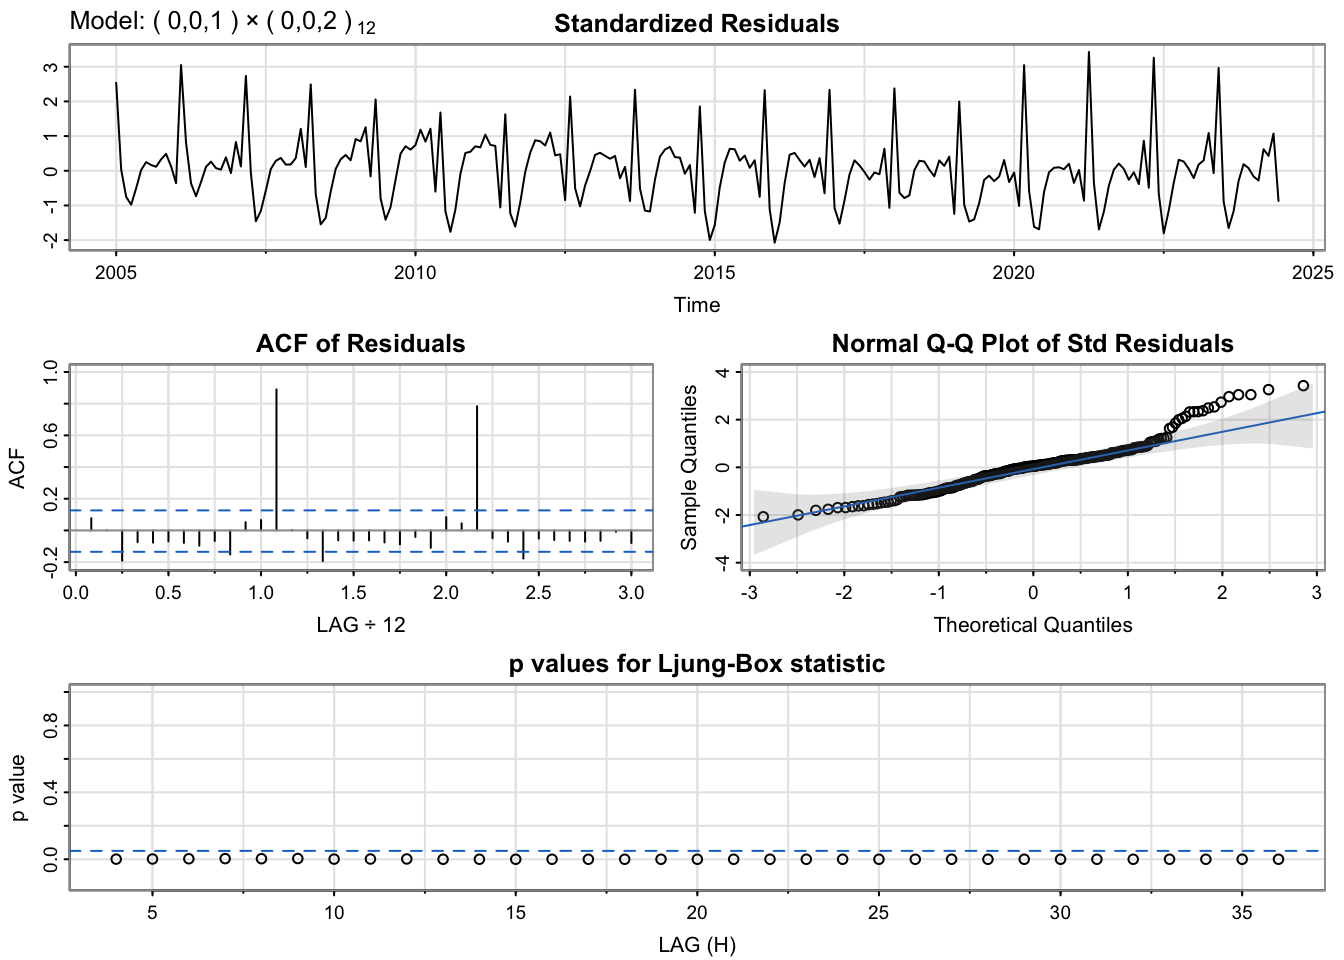 Model: ( 0,0,1 ) × ( 0,0,2 ) 12
Standardized Residuals
3
2
1
0
-1
-2
2005 2010 2015 2020 2025
Time
ACF of Residuals
1.0
0.6
0.2
-0.2
ACF
0.0 0.5 1.0 1.5 2.0 2.5 3.0
LAG ÷ 12
Normal Q-Q Plot of Std Residuals
4
2
0
-2
-4
Sample Quantiles
-3 -2 -1 0 1 2 3
Theoretical Quantiles
p values for Ljung-Box statistic
0.8
0.4
0.0
p value
5 10 15 20 25 30 35
LAG (H)